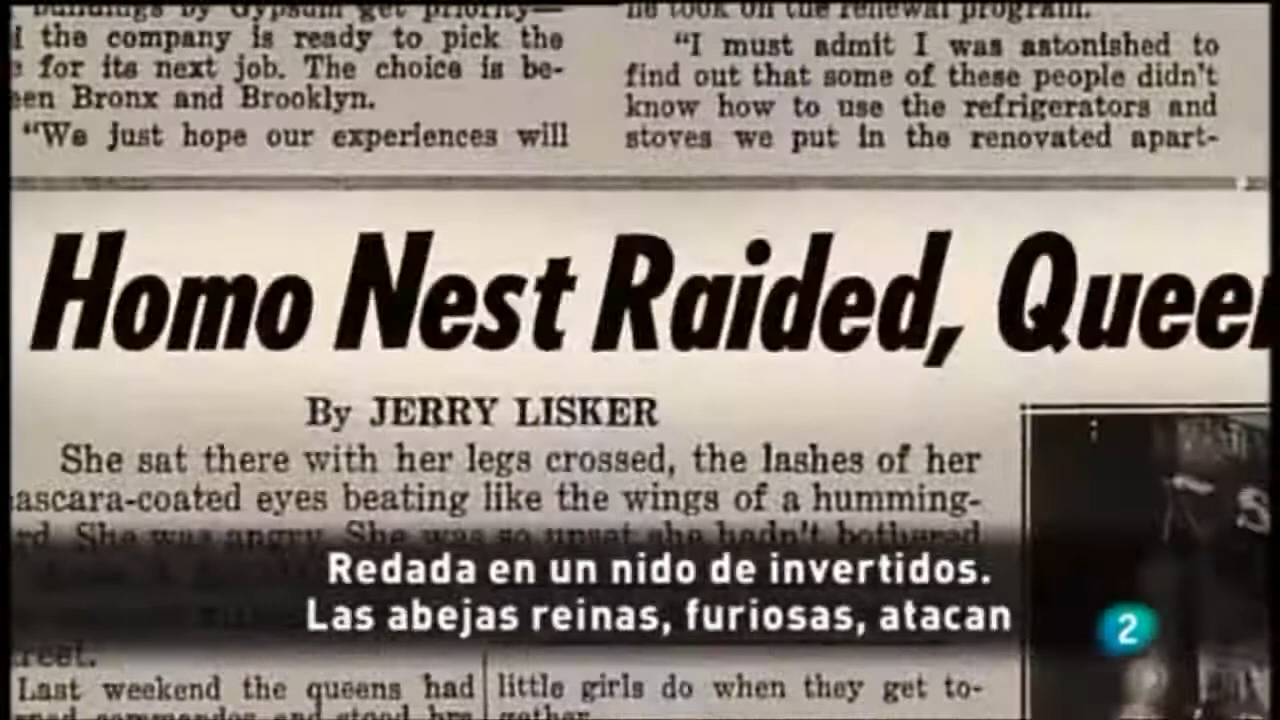 buildings by Gypsum get priority—
the company is ready to pick the
for its next job. The choice is be-
Bronx and Brooklyn.
"We just hope our experiences will
he took on the renewal program.
"I must admit I was astonished to
find out that some of these people didn't
know how to use the refrigerators and
stoves we put in the renovated apart-
Homo Nest Raided, Queen
By JERRY LISKER
She sat there with her legs crossed, the lashes of her
ascara-coated eyes beating like the wings of a humming-
rd. She was angry. She was so upset she hadn't bothered
Redada en un nido de invertidos.
Las abejas reinas, furiosas, atacan
2
reet.
Last weekend the queens had
commandos and stood
little girls do when they get to-
gether